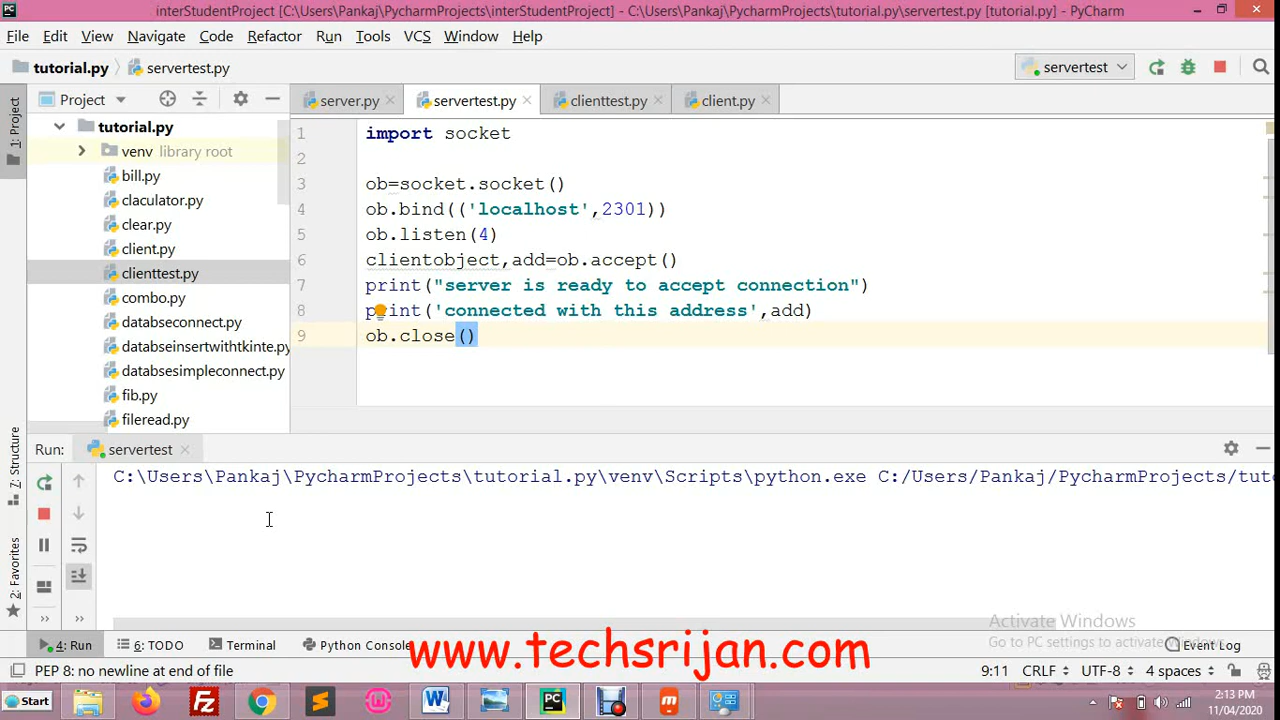 interStudentProject [C:\Users\Pankaj\PycharmProjects\interStudentProject] - C:\Users\Pankaj\PycharmProjects\tutorial.py\servertest.py [tutorial.py] - PyCharm
File Edit View Navigate Code Refactor Run Tools VCS Window Help
tutorial.py servertest.py servertest
1: Project
Project server.py servertest.py clienttest.py client.py
tutorial.py
venv library root
bill.py
claculator.py
clear.py
client.py
clienttest.py
combo.py
databseconnect.py
databseinsertwithtkinte.py
databsesimpleconnect.py
fib.py
fileread.py
1 import socket
2
3 ob=socket.socket()
4 ob.bind(('localhost',2301))
5 ob.listen(4)
6 clientobject,add=ob.accept()
7 print("server is ready to accept connection")
8 print('connected with this address',add)
9 ob.close()
Z: Structure
2: Favorites
Run: servertest
C:\Users\Pankaj\PycharmProjects\tutorial.py\venv\Scripts\python.exe C:/Users/Pankaj/PycharmProjects/tuto
Activate Windows
Go to PC settings to activate Windows.
4: Run 6: TODO Terminal Python Console Event Log
www.techsrijan.com
PEP 8: no newline at end of file 9:11 CRLF UTF-8 4 spaces
Start 2:13 PM
11/04/2020